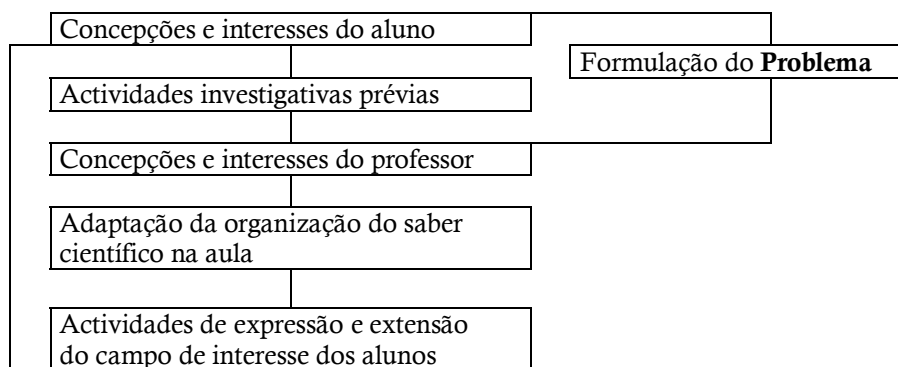 Concepções e interesses do aluno
Formulação do Problema
Actividades investigativas prévias
Concepções e interesses do professor
Adaptação da organização do saber
científico na aula
Actividades de expressão e extensão
do campo de interesse dos alunos